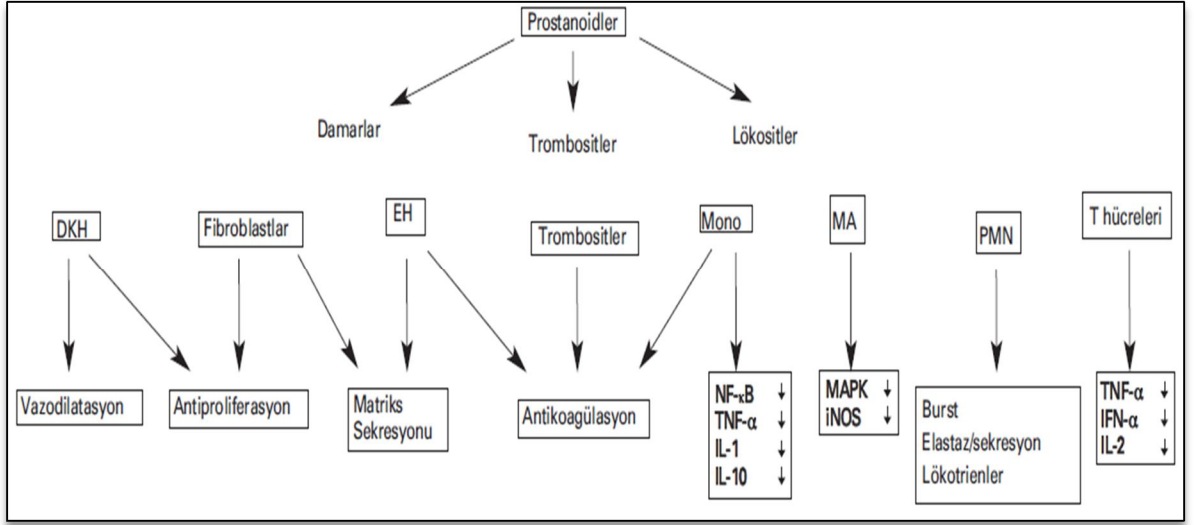 Prostanoidler
Damarlar
Trombositler
Lökositler
DKH
Fibroblastlar
EH
Trombositler
Mono
MA
PMN
T hücreleri
Vazodilatasyon
Antiproliferasyon
Matriks
Sekresyonu
Antikoagülasyon
NF-κB ↓
TNF-α ↓
IL-1 ↓
IL-10 ↓
MAPK ↓
iNOS ↓
Burst
Elastaz/sekresyon
Lökotrienler
TNF-α ↓
IFN-α ↓
IL-2 ↓